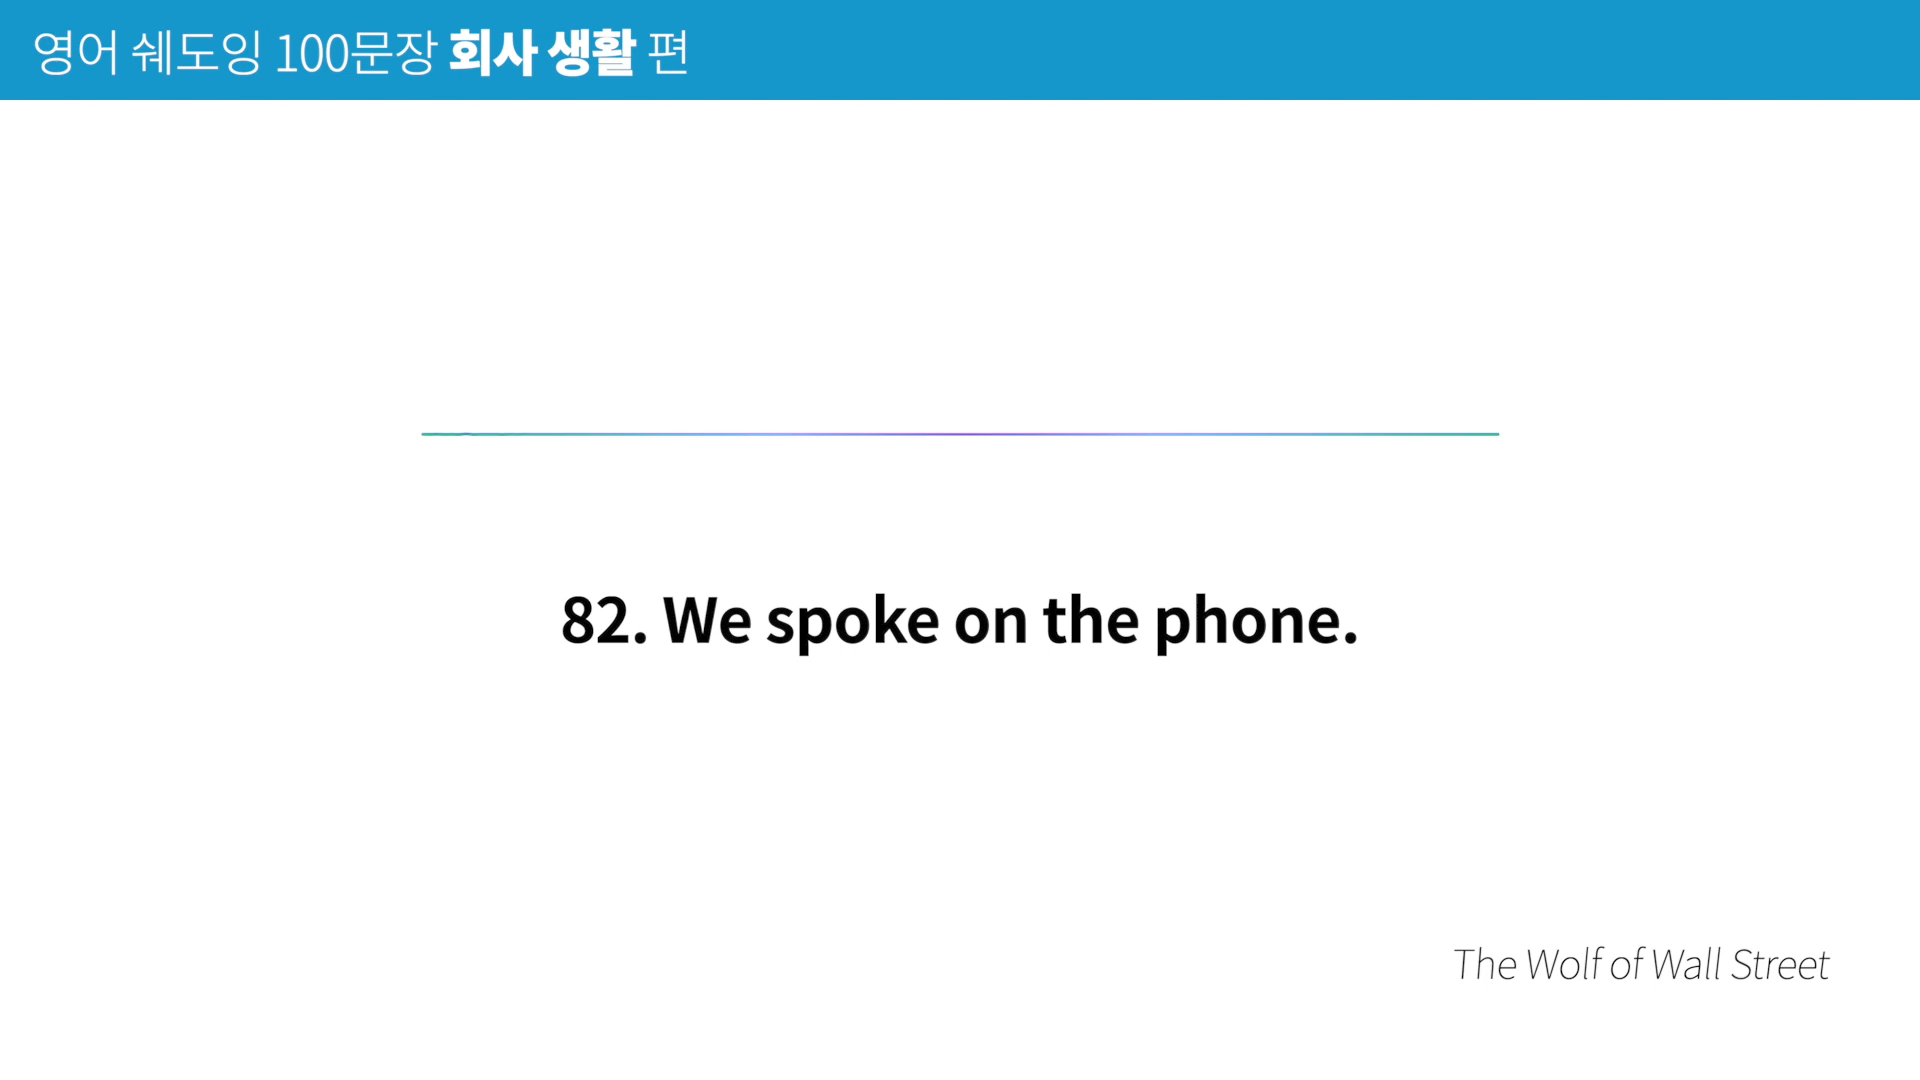 영어 쉐도잉 100문장 회사 생활 편
82. We spoke on the phone.
The Wolf of Wall Street